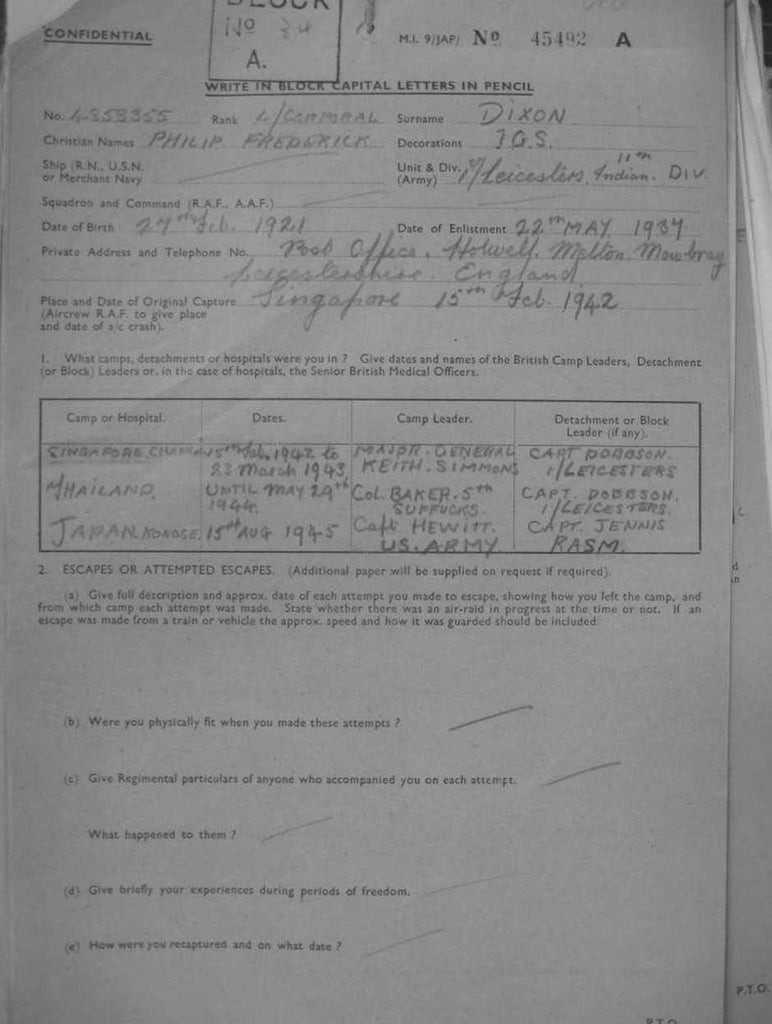 BLOCK
No 34
A.
CONFIDENTIAL
M.I. 9/JAP/ No 45492 A
WRITE IN BLOCK CAPITAL LETTERS IN PENCIL
No. 4858355 Rank L/CORPORAL Surname DIXON
Christian Names PHILIP FREDERICK Decorations I.G.S.
Ship (R.N., U.S.N. or Merchant Navy
Unit & Div. (Army) 1/Leicesters, 11th Indian. DIV.
Squadron and Command (R.A.F., A.A.F.)
Date of Birth 27th Feb. 1921 Date of Enlistment 22th MAY 1937
Private Address and Telephone No. Post Office, Holwell, Melton Mowbray
Leicestershire. England
Place and Date of Original Capture Singapore 15th Feb. 1942
(Aircrew R.A.F. to give place
and date of a/c crash).
1. What camps, detachments or hospitals were you in ? Give dates and names of the British Camp Leaders, Detachment
(or Block) Leaders or, in the case of hospitals, the Senior British Medical Officers.
Camp or Hospital. Dates. Camp Leader. Detachment or Block
Leader (if any).
SINGAPORE. CHANGI 15th Feb. 1942 to MAJOR. GENERAL CAPT DOBBSON.
23 March 1943, KEITH. SIMMONS 1/LEICESTERS
THAILAND. UNTIL MAY 29th Col. BAKER. 5th CAPT. DOBBSON.
1944. SUFFUCKS. 1/LEICESTERS.
JAPAN. KONOSE. 15th AUG 1945 Capt HEWITT. CAPT. JENNIS
US. ARMY RASM.
2. ESCAPES OR ATTEMPTED ESCAPES. (Additional paper will be supplied on request if required).
(a) Give full description and approx. date of each attempt you made to escape, showing how you left the camp, and
from which camp each attempt was made. State whether there was an air-raid in progress at the time or not. If an
escape was made from a train or vehicle the approx. speed and how it was guarded should be included.
(b) Were you physically fit when you made these attempts ?
(c) Give Regimental particulars of anyone who accompanied you on each attempt.
What happened to them ?
(d) Give briefly your experiences during periods of freedom.
(e) How were you recaptured and on what date ?
P.T.O.
P.T.O.